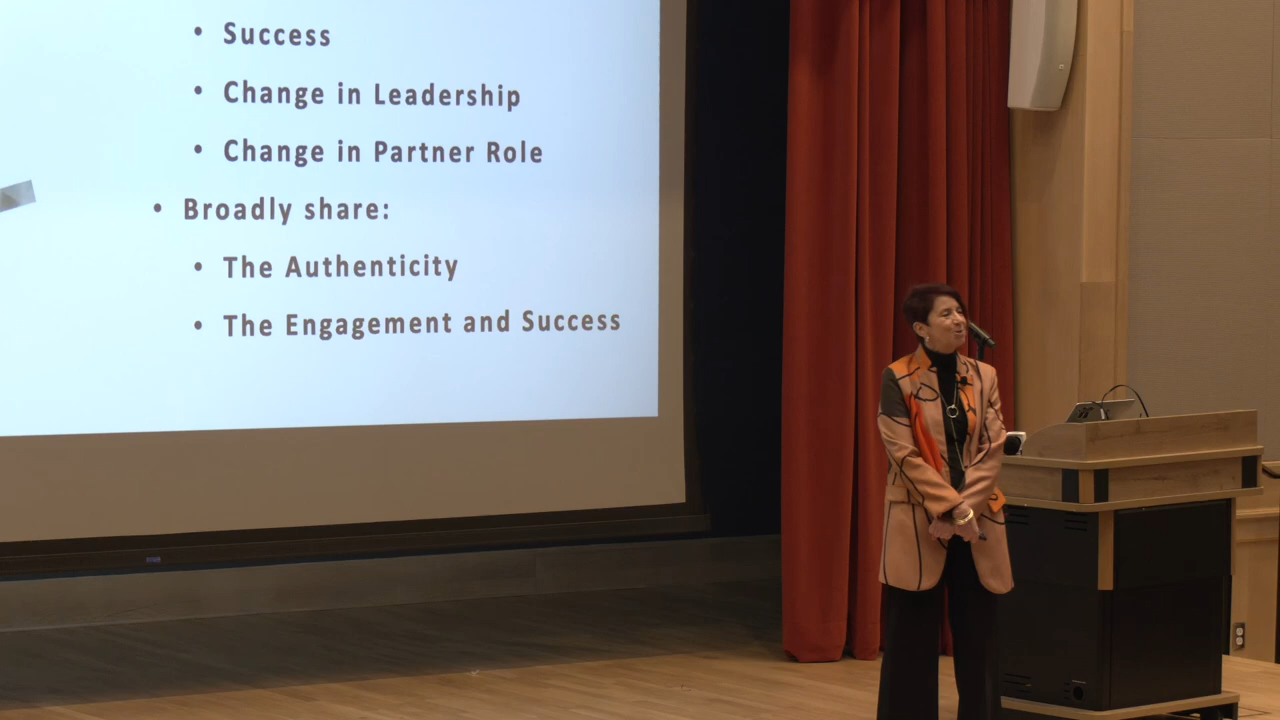 • Success
• Change in Leadership
• Change in Partner Role
• Broadly share:
• The Authenticity
• The Engagement and Success